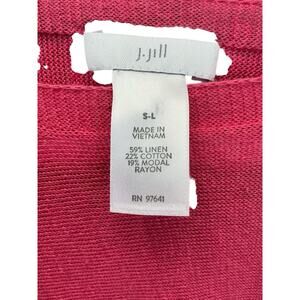 J.Jill
S-L
MADE IN
VIETNAM
59% LINEN
22% COTTON
19% MODAL
RAYON
RN 97641